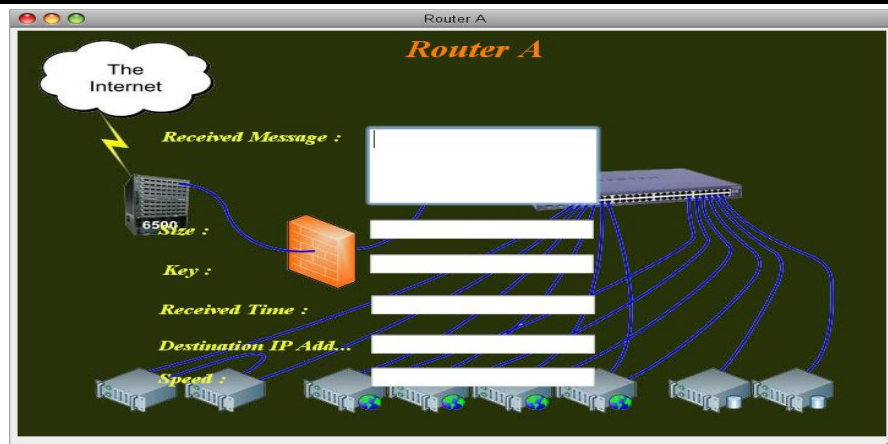 Router A
Router A
The
Internet
Received Message :
6500
Size :
Key :
Received Time :
Destination IP Add...
Speed :